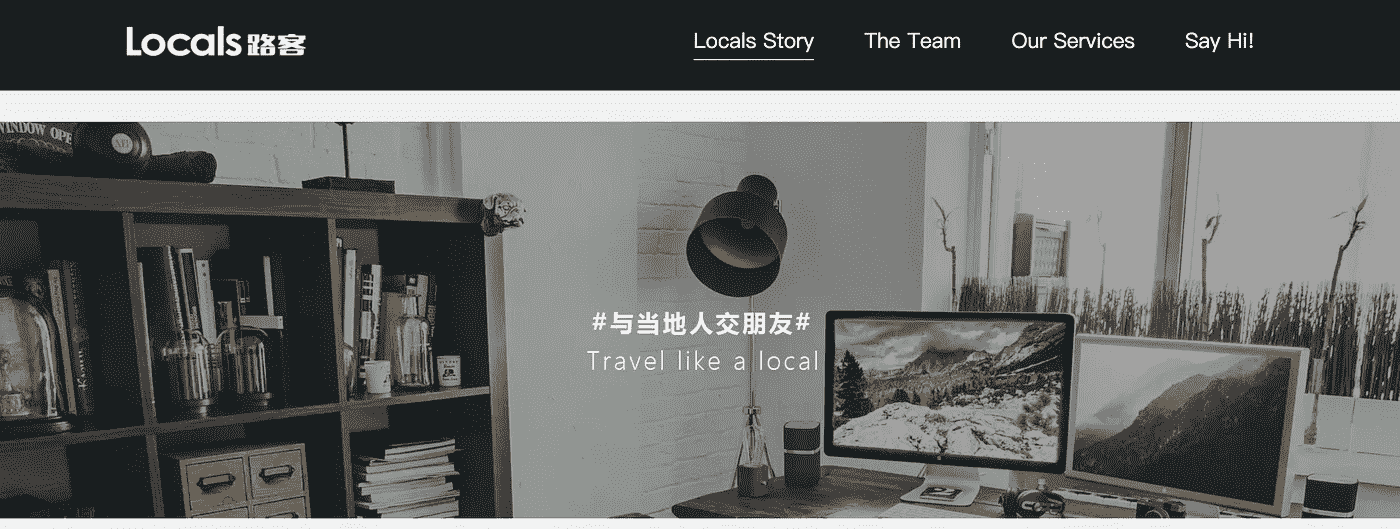 Locals 路客
Locals Story
The Team
Our Services
Say Hi!
WINDOW OPE
#与当地人交朋友#
Travel like a local